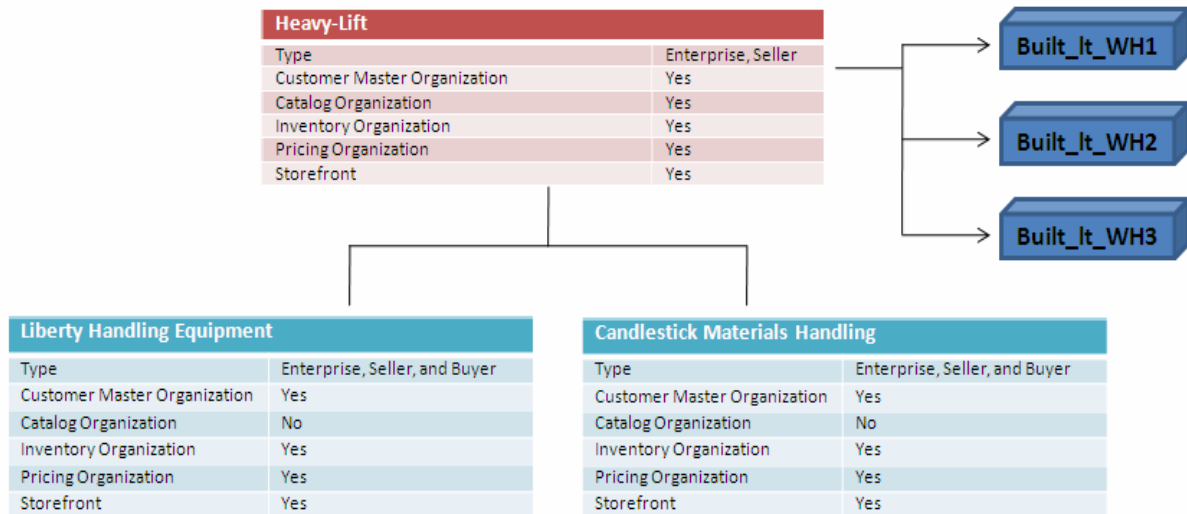 Heavy-Lift
Type Enterprise, Seller
Customer Master Organization Yes
Catalog Organization Yes
Inventory Organization Yes
Pricing Organization Yes
Storefront Yes
Built_lt_WH1
Built_lt_WH2
Built_lt_WH3
Liberty Handling Equipment
Type Enterprise, Seller, and Buyer
Customer Master Organization Yes
Catalog Organization No
Inventory Organization Yes
Pricing Organization Yes
Storefront Yes
Candlestick Materials Handling
Type Enterprise, Seller, and Buyer
Customer Master Organization Yes
Catalog Organization No
Inventory Organization Yes
Pricing Organization Yes
Storefront Yes